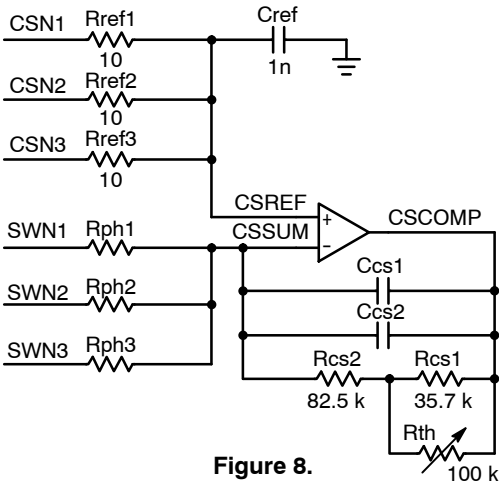 CSN1 Rref1 Cref
10 1n
CSN2 Rref2
10
CSN3 Rref3
10
CSREF +
CSSUM −
CSCOMP
SWN1 Rph1
SWN2 Rph2
SWN3 Rph3
Ccs1
Ccs2
Rcs2 Rcs1
82.5 k 35.7 k
Rth
100 k
Figure 8.